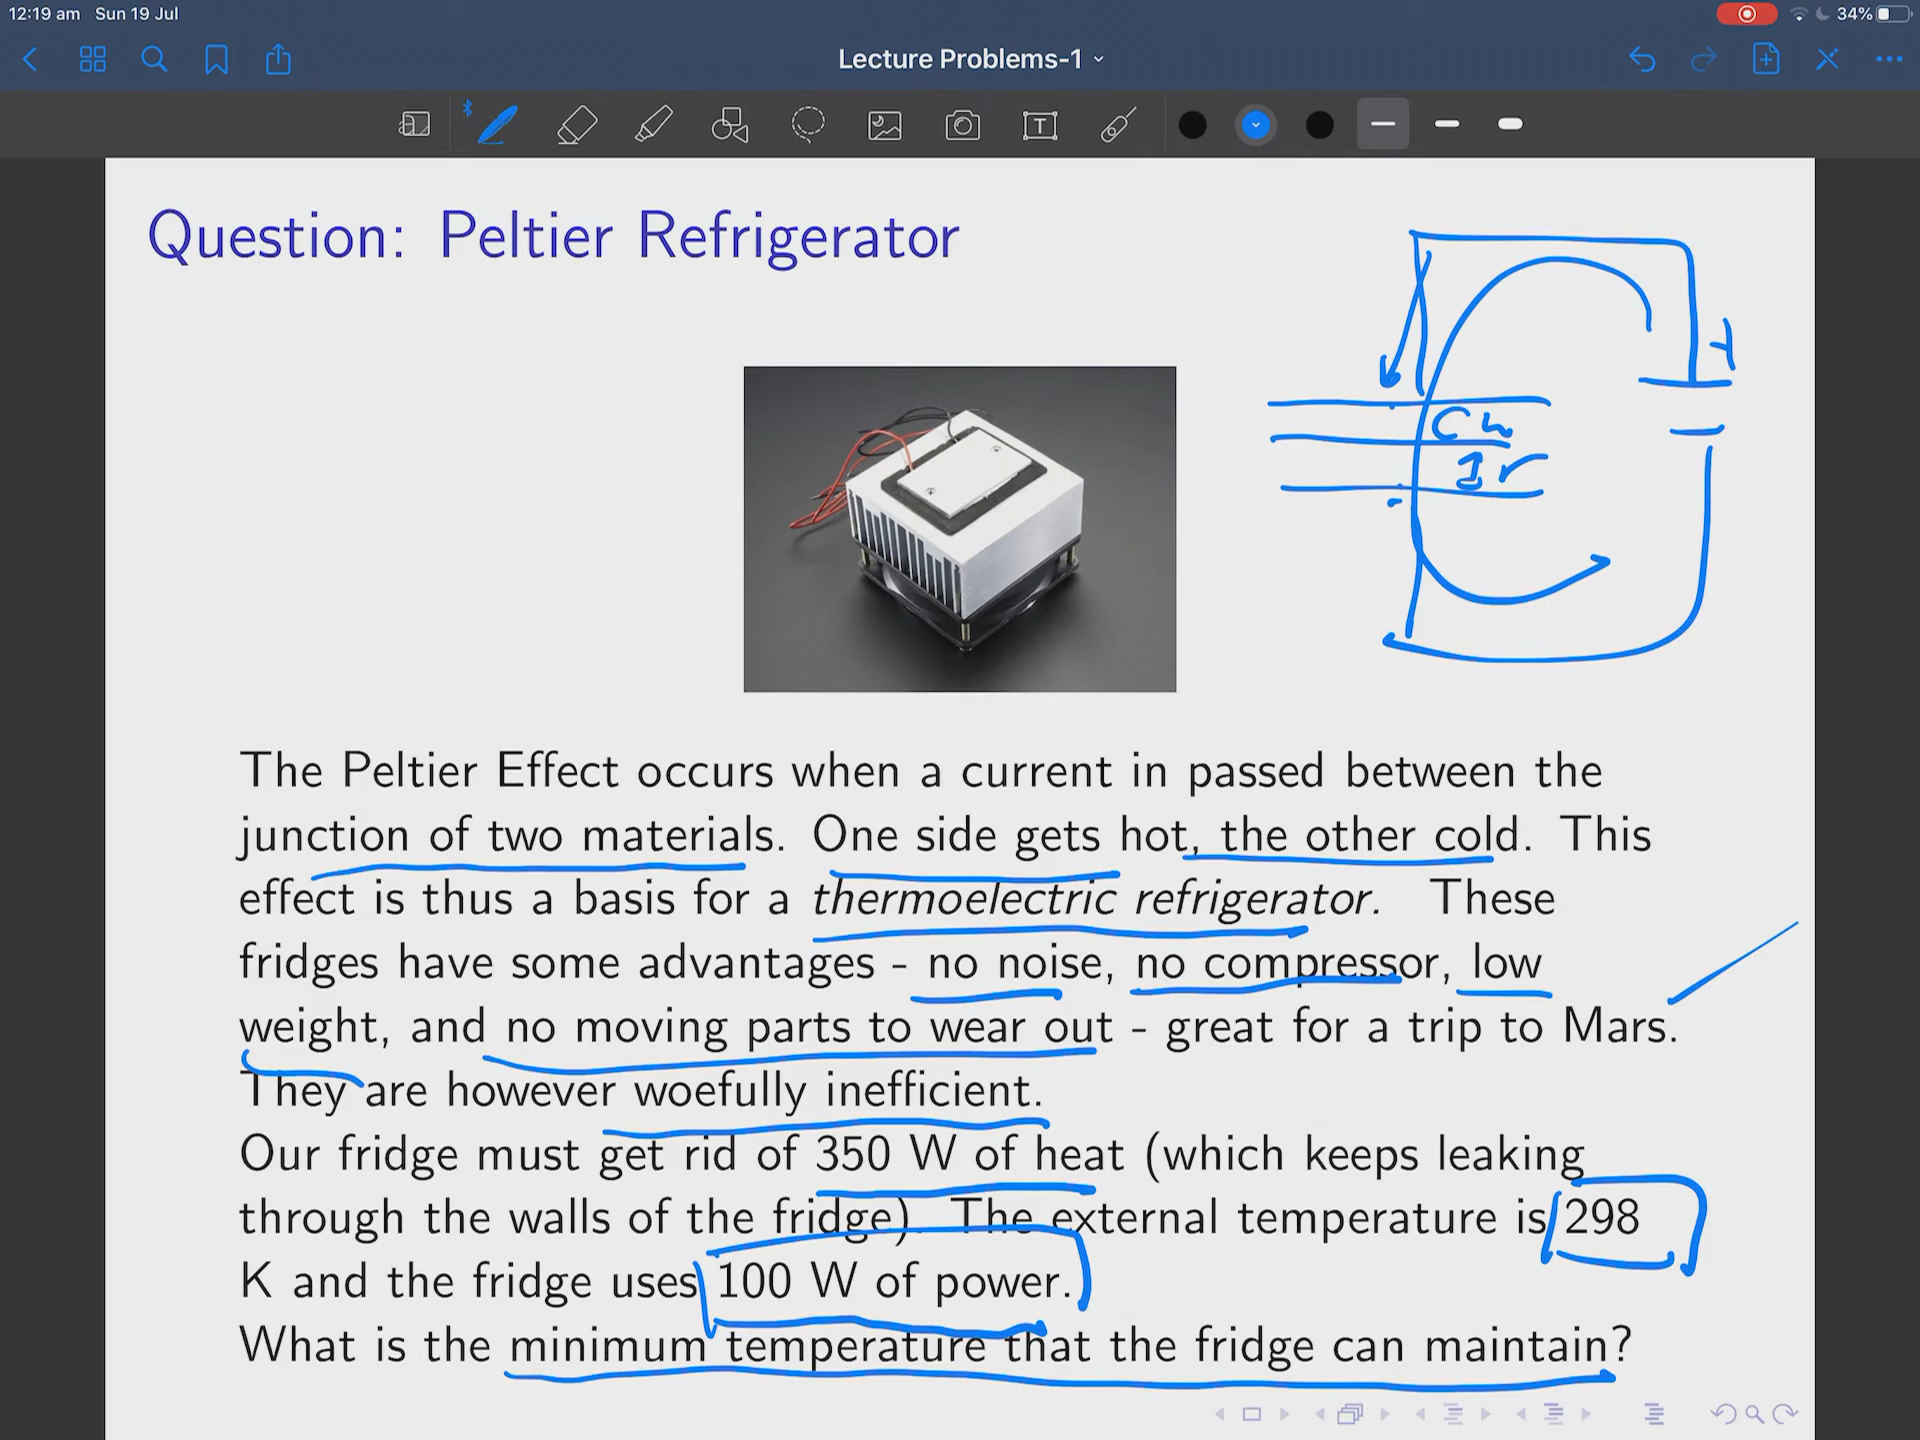 12:19 am Sun 19 Jul
34%
Lecture Problems-1
Question: Peltier Refrigerator
The Peltier Effect occurs when a current in passed between the
junction of two materials. One side gets hot, the other cold. This
effect is thus a basis for a thermoelectric refrigerator. These
fridges have some advantages - no noise, no compressor, low
weight, and no moving parts to wear out - great for a trip to Mars.
They are however woefully inefficient.
Our fridge must get rid of 350 W of heat (which keeps leaking
through the walls of the fridge). The external temperature is 298
K and the fridge uses 100 W of power.
What is the minimum temperature that the fridge can maintain?